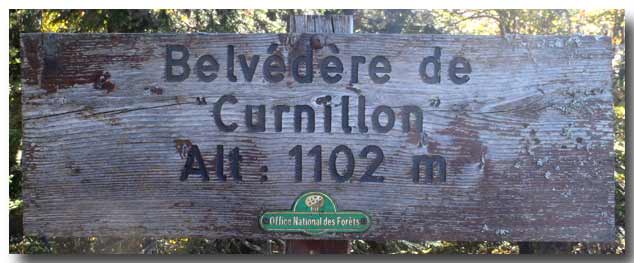 Belvédère de
"Curnillon"
Alt : 1102 m
Office National des Forêts